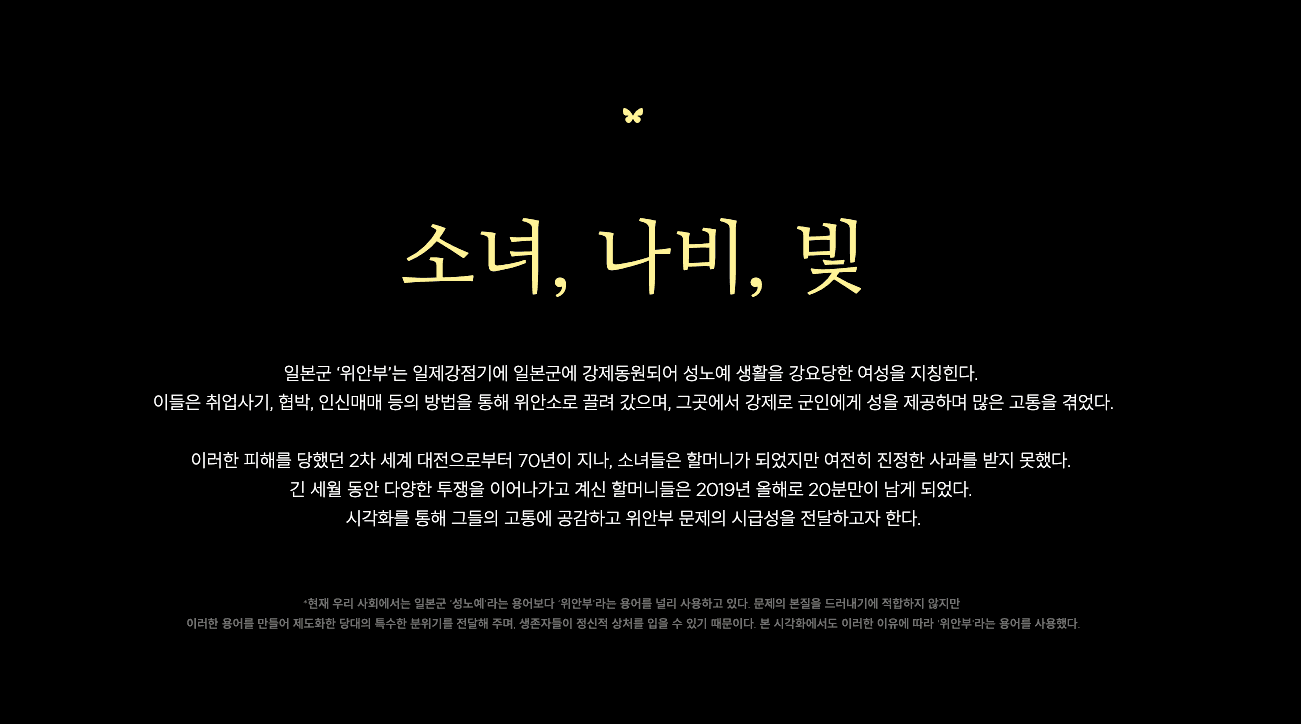 소녀, 나비, 빛
일본군 ‘위안부’는 일제강점기에 일본군에 강제동원되어 성노예 생활을 강요당한 여성을 지칭힌다.
이들은 취업사기, 협박, 인신매매 등의 방법을 통해 위안소로 끌려 갔으며, 그곳에서 강제로 군인에게 성을 제공하며 많은 고통을 겪었다.
이러한 피해를 당했던 2차 세계 대전으로부터 70년이 지나, 소녀들은 할머니가 되었지만 여전히 진정한 사과를 받지 못했다.
긴 세월 동안 다양한 투쟁을 이어나가고 계신 할머니들은 2019년 올해로 20분만이 남게 되었다.
시각화를 통해 그들의 고통에 공감하고 위안부 문제의 시급성을 전달하고자 한다.
*현재 우리 사회에서는 일본군 ‘성노예’라는 용어보다 ‘위안부’라는 용어를 널리 사용하고 있다. 문제의 본질을 드러내기에 적합하지 않지만
이러한 용어를 만들어 제도화한 당대의 특수한 분위기를 전달해 주며, 생존자들이 정신적 상처를 입을 수 있기 때문이다. 본 시각화에서도 이러한 이유에 따라 ‘위안부’라는 용어를 사용했다.